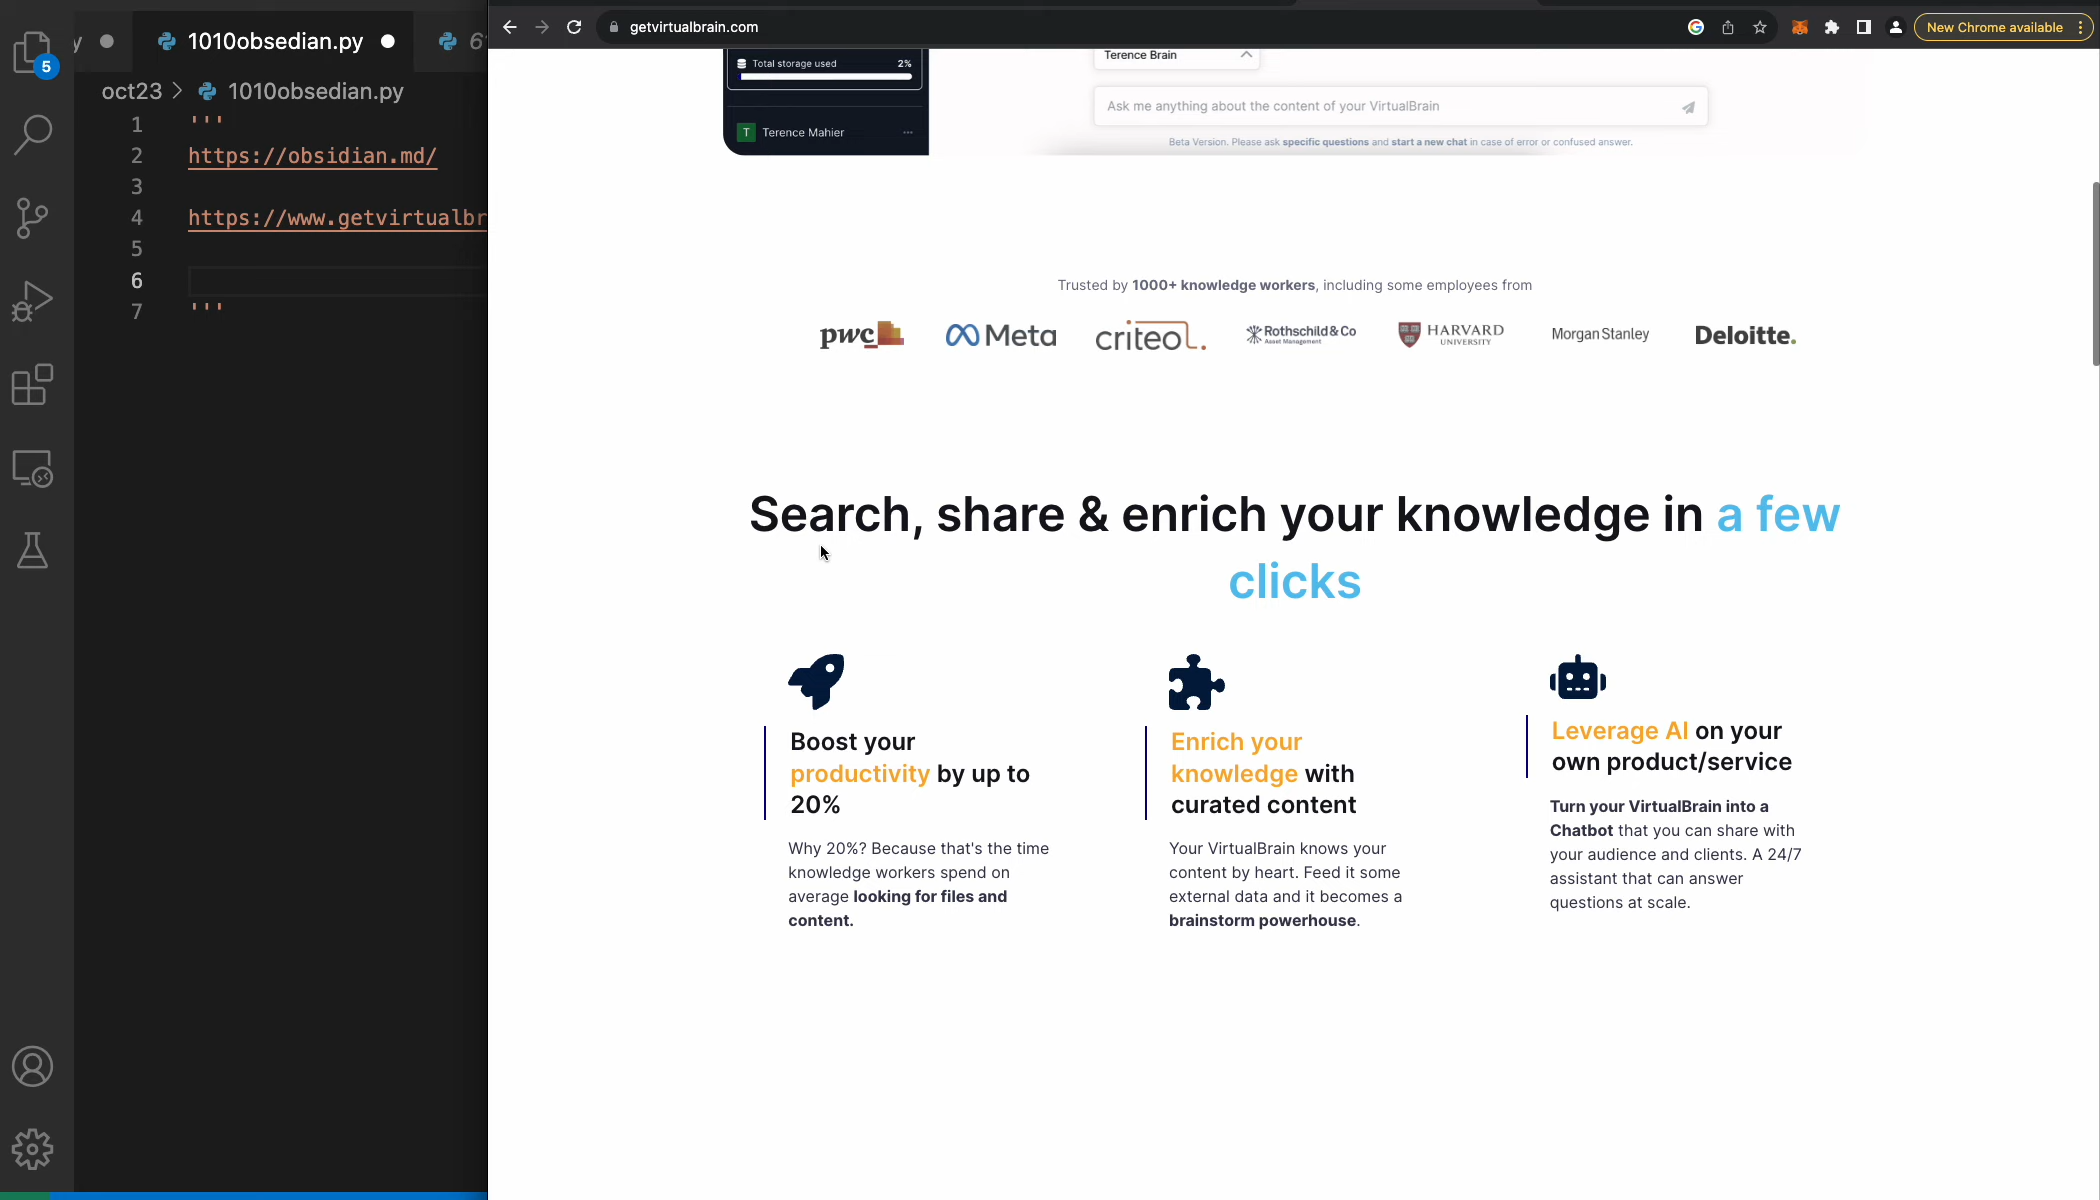 5
y
1010obsedian.py
6
oct23 > 1010obsedian.py
1 '''
2 https://obsidian.md/
3
4 https://www.getvirtualbr
5
6
7 '''
getvirtualbrain.com
New Chrome available
Total storage used 2%
T Terence Mahier ...
Terence Brain
Ask me anything about the content of your VirtualBrain
Beta Version. Please ask specific questions and start a new chat in case of error or confused answer.
Trusted by 1000+ knowledge workers, including some employees from
pwc Meta criteo. Rothschild & Co Asset Management HARVARD UNIVERSITY Morgan Stanley Deloitte.
Search, share & enrich your knowledge in a few
clicks
Boost your
productivity by up to
20%
Why 20%? Because that's the time
knowledge workers spend on
average looking for files and
content.
Enrich your
knowledge with
curated content
Your VirtualBrain knows your
content by heart. Feed it some
external data and it becomes a
brainstorm powerhouse.
Leverage AI on your
own product/service
Turn your VirtualBrain into a
Chatbot that you can share with
your audience and clients. A 24/7
assistant that can answer
questions at scale.